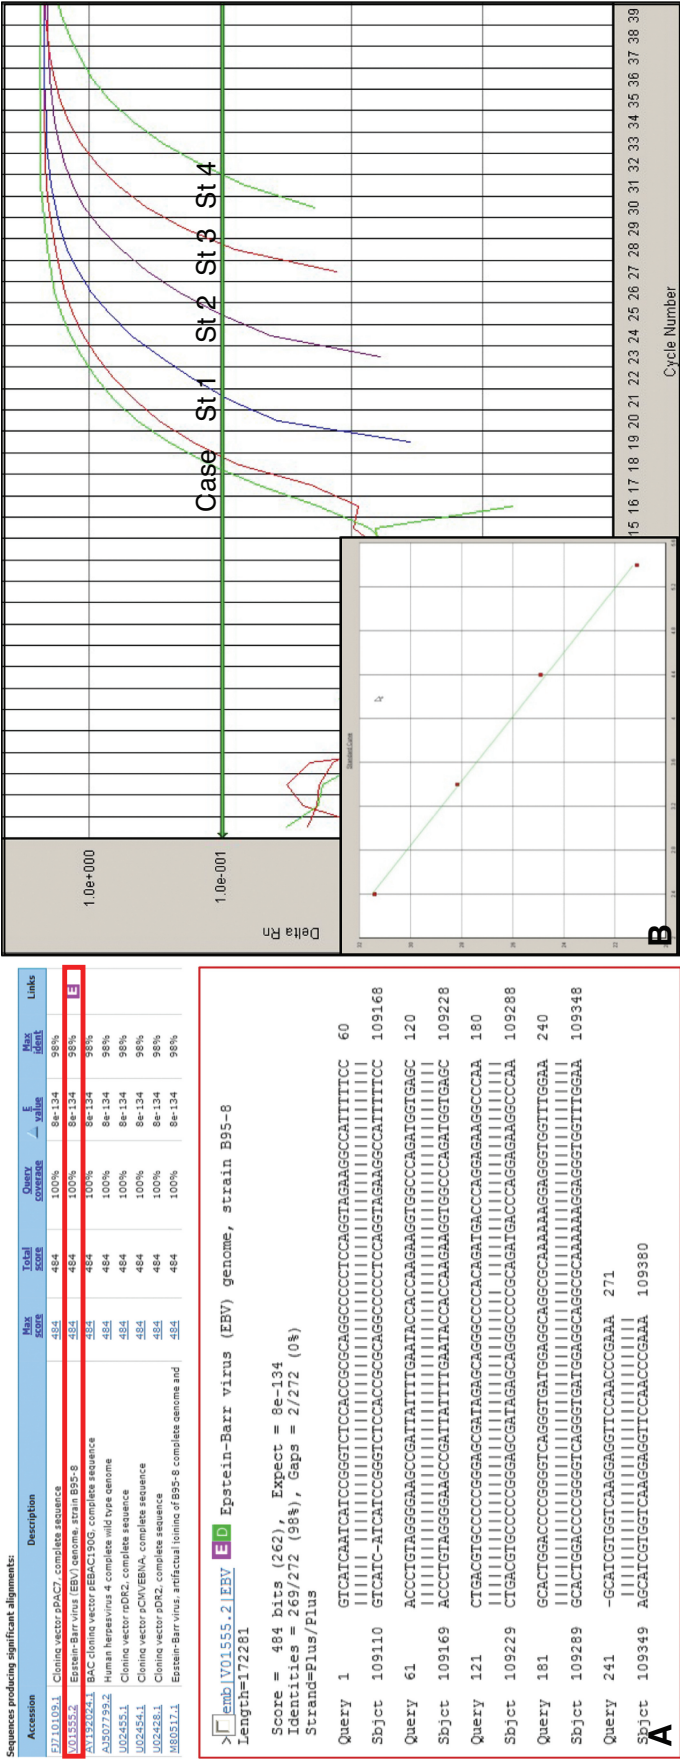 Sequences producing significant alignments:
Accession Description Max score Total score Query coverage E value Max ident Links
FJ710109.1 Cloning vector pPAC7, complete sequence 484 484 100% 8e-134 98%
V01555.2 Epstein-Barr virus (EBV) genome, strain B95-8 484 484 100% 8e-134 98% E
AY192024.1 BAC cloning vector pEBAC190G, complete sequence 484 484 100% 8e-134 98%
AJ507799.2 Human herpesvirus 4 complete wild type genome 484 484 100% 8e-134 98%
U02455.1 Cloning vector rpDR2, complete sequence 484 484 100% 8e-134 98%
U02454.1 Cloning vector pCMVEBNA, complete sequence 484 484 100% 8e-134 98%
U02428.1 Cloning vector pDR2, complete sequence 484 484 100% 8e-134 98%
M80517.1 Epstein-Barr virus, artifactual joining of B95-8 complete genome and 484 484 100% 8e-134 98%
>emb|V01555.2|EBV E D Epstein-Barr virus (EBV) genome, strain B95-8
Length=172281
Score = 484 bits (262), Expect = 8e-134
Identities = 269/272 (98%), Gaps = 2/272 (0%)
Strand=Plus/Plus
Query 1 GTCATCAATCATCCGGGTCTCCACCGCGCAGGCCCCTCCAGGTAGAAGGCCATTTTTCC 60
Sbjct 109110 GTCATC-ATCATCCGGGTCTCCACCGCGCAGGCCCCTCCAGGTAGAAGGCCATTTTTCC 109168
Query 61 ACCCTGTAGGGGAAGCCGATTATTTTGAATACCACCAAGAAGGTGGCCCAGATGGTGAGC 120
Sbjct 109169 ACCCTGTAGGGGAAGCCGATTATTTTGAATACCACCAAGAAGGTGGCCCAGATGGTGAGC 109228
Query 121 CTGACGTGCCCCCGGGAGCGATAGAGCAGGGCCCCACAGATGACCCAGGAGAAGGCCCAA 180
Sbjct 109229 CTGACGTGCCCCCGGGAGCGATAGAGCAGGGCCCCGCAGATGACCCAGGAGAAGGCCCAA 109288
Query 181 GCACTGGACCCCGGGGTCAGGGTGATGGAGGCAGGCGCAAAAAAGGAGGGTGGTTTGGAA 240
Sbjct 109289 GCACTGGACCCCGGGGTCAGGGTGATGGAGGCAGGCGCAAAAAAGGAGGGTGGTTTGGAA 109348
Query 241 -GCATCGTGGTCAAGGAGGTTCCAACCCGAAA 271
Sbjct 109349 AGCATCGTGGTCAAGGAGGTTCCAACCCGAAA 109380
A
Delta Rn
1.0e+000
1.0e-001
Case St 1 St 2 St 3 St 4
15 16 17 18 19 20 21 22 23 24 25 26 27 28 29 30 31 32 33 34 35 36 37 38 39
Cycle Number
Standard Curve
B